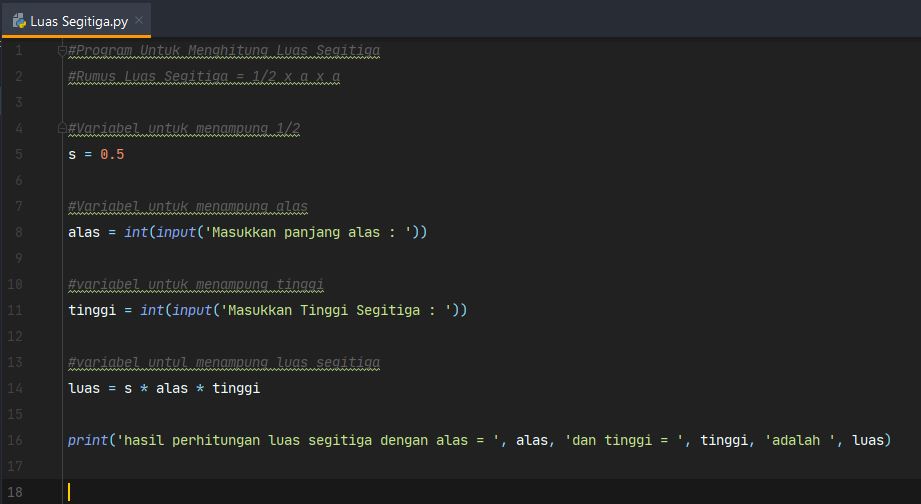 Luas Segitiga.py
1 #Program Untuk Menghitung Luas Segitiga
2 #Rumus Luas Segitiga = 1/2 x a x a
3
4 #Variabel untuk menampung 1/2
5 s = 0.5
6
7 #Variabel untuk menampung alas
8 alas = int(input('Masukkan panjang alas : '))
9
10 #variabel untuk menampung tinggi
11 tinggi = int(input('Masukkan Tinggi Segitiga : '))
12
13 #variabel untul menampung luas segitiga
14 luas = s * alas * tinggi
15
16 print('hasil perhitungan luas segitiga dengan alas = ', alas, 'dan tinggi = ', tinggi, 'adalah ', luas)
17
18